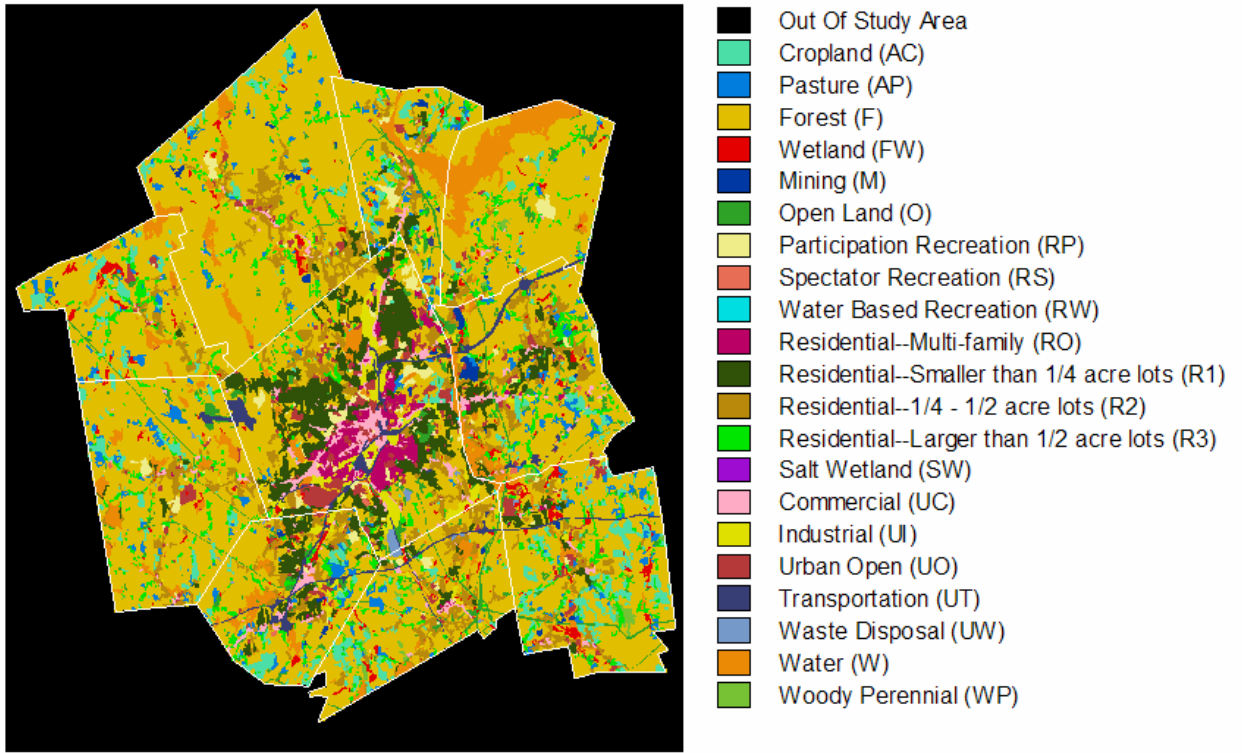 Out Of Study Area
Cropland (AC)
Pasture (AP)
Forest (F)
Wetland (FW)
Mining (M)
Open Land (O)
Participation Recreation (RP)
Spectator Recreation (RS)
Water Based Recreation (RW)
Residential--Multi-family (RO)
Residential--Smaller than 1/4 acre lots (R1)
Residential--1/4 - 1/2 acre lots (R2)
Residential--Larger than 1/2 acre lots (R3)
Salt Wetland (SW)
Commercial (UC)
Industrial (UI)
Urban Open (UO)
Transportation (UT)
Waste Disposal (UW)
Water (W)
Woody Perennial (WP)